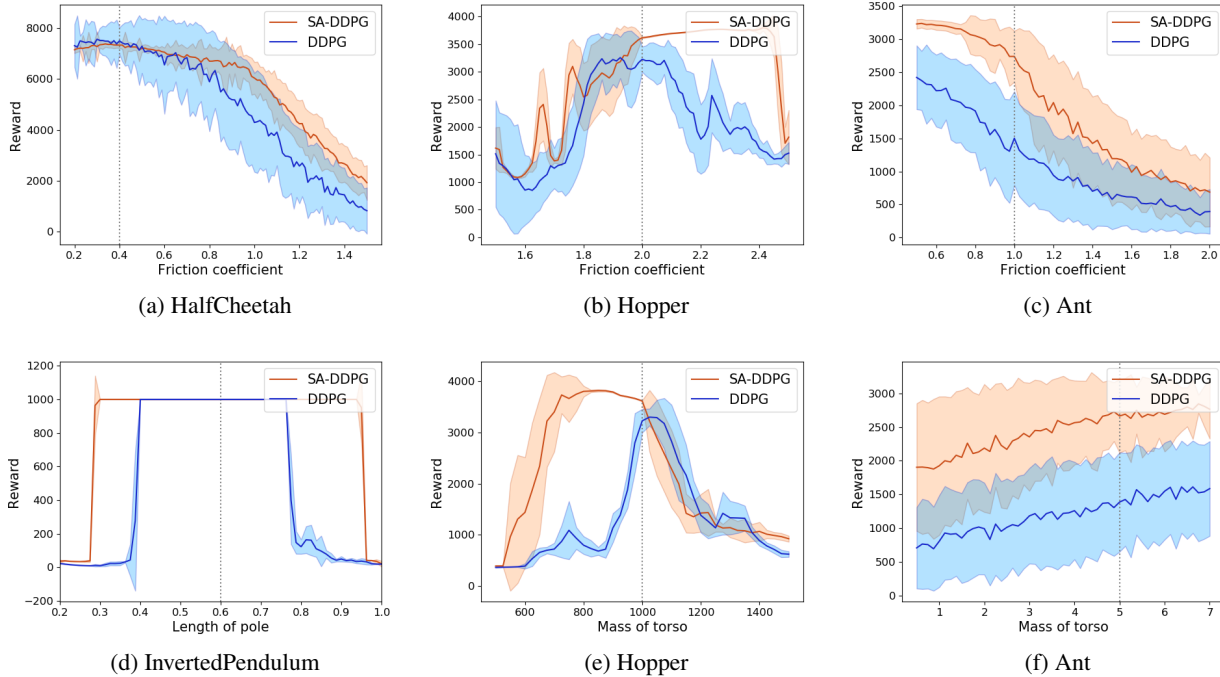 8000
6000
4000
2000
0
Reward
SA-DDPG
DDPG
0.2 0.4 0.6 0.8 1.0 1.2 1.4
Friction coefficient
(a) HalfCheetah
4000
3500
3000
2500
2000
1500
1000
500
0
Reward
SA-DDPG
DDPG
1.6 1.8 2.0 2.2 2.4
Friction coefficient
(b) Hopper
3500
3000
2500
2000
1500
1000
500
0
Reward
SA-DDPG
DDPG
0.6 0.8 1.0 1.2 1.4 1.6 1.8 2.0
Friction coefficient
(c) Ant
1200
1000
800
600
400
200
0
−200
Reward
SA-DDPG
DDPG
0.2 0.3 0.4 0.5 0.6 0.7 0.8 0.9 1.0
Length of pole
(d) InvertedPendulum
4000
3000
2000
1000
0
Reward
SA-DDPG
DDPG
600 800 1000 1200 1400
Mass of torso
(e) Hopper
3000
2500
2000
1500
1000
500
0
Reward
SA-DDPG
DDPG
1 2 3 4 5 6 7
Mass of torso
(f) Ant